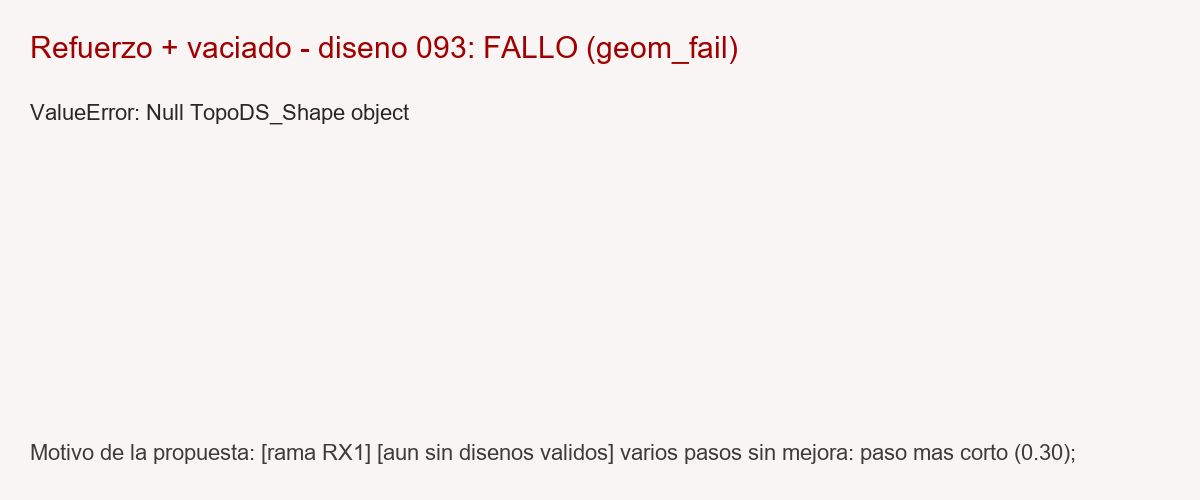 Refuerzo + vaciado - diseno 093: FALLO (geom_fail)
ValueError: Null TopoDS_Shape object
Motivo de la propuesta: [rama RX1] [aun sin disenos validos] varios pasos sin mejora: paso mas corto (0.30);